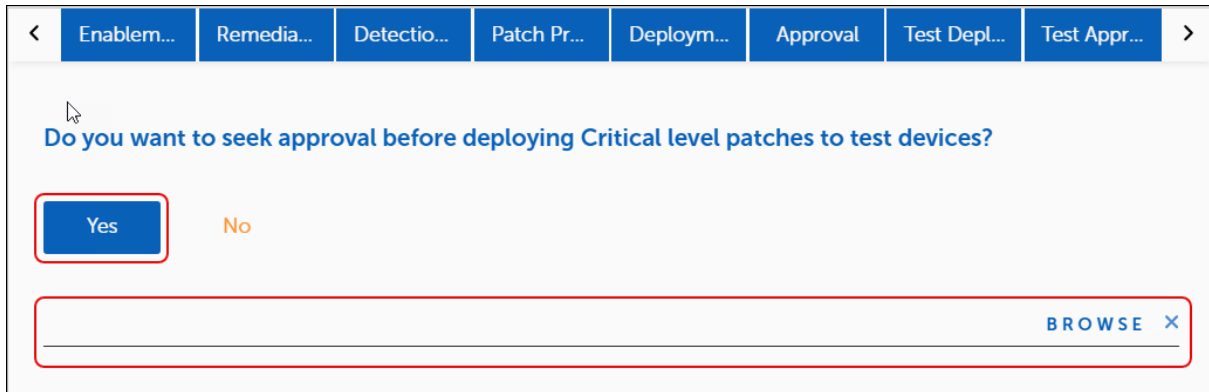 Enablem... Remedia... Detectio... Patch Pr... Deploym... Approval Test Depl... Test Appr...
Do you want to seek approval before deploying Critical level patches to test devices?
Yes No
BROWSE